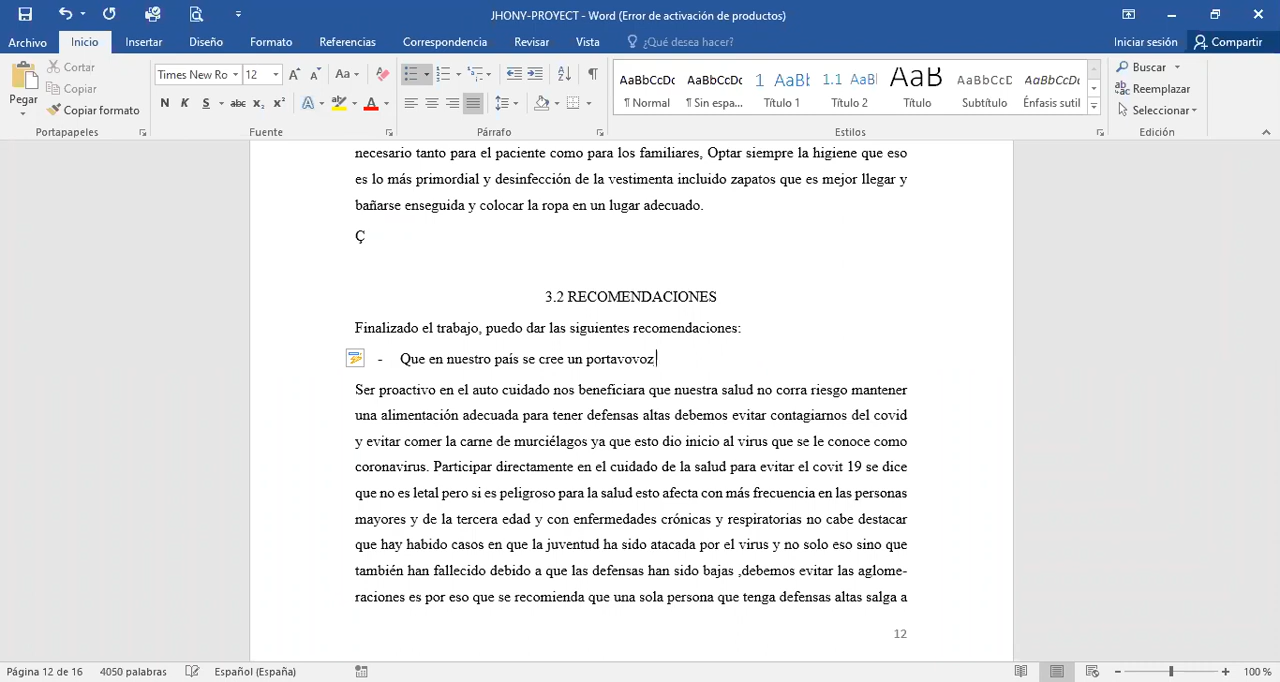 JHONY-PROYECT - Word (Error de activación de productos)
Archivo Inicio Insertar Diseño Formato Referencias Correspondencia Revisar Vista ¿Qué desea hacer? Iniciar sesión Compartir
Pegar
Cortar
Copiar
Copiar formato
Portapapeles
Times New Ro 12
Aa
N K S abc x₂ x² A A
Fuente
Párrafo
AaBbCcDc AaBbCcDc 1 AaBl 1.1 AaBl AaB AaBbCcD AaBbCcDc
¶ Normal ¶ Sin espa... Título 1 Título 2 Título Subtítulo Énfasis sutil
Estilos
Buscar
Reemplazar
Seleccionar
Edición
necesario tanto para el paciente como para los familiares, Optar siempre la higiene que eso
es lo más primordial y desinfección de la vestimenta incluido zapatos que es mejor llegar y
bañarse enseguida y colocar la ropa en un lugar adecuado.
Ç
3.2 RECOMENDACIONES
Finalizado el trabajo, puedo dar las siguientes recomendaciones:
- Que en nuestro país se cree un portavovoz
Ser proactivo en el auto cuidado nos beneficiara que nuestra salud no corra riesgo mantener
una alimentación adecuada para tener defensas altas debemos evitar contagiarnos del covid
y evitar comer la carne de murciélagos ya que esto dio inicio al virus que se le conoce como
coronavirus. Participar directamente en el cuidado de la salud para evitar el covit 19 se dice
que no es letal pero si es peligroso para la salud esto afecta con más frecuencia en las personas
mayores y de la tercera edad y con enfermedades crónicas y respiratorias no cabe destacar
que hay habido casos en que la juventud ha sido atacada por el virus y no solo eso sino que
también han fallecido debido a que las defensas han sido bajas ,debemos evitar las aglome-
raciones es por eso que se recomienda que una sola persona que tenga defensas altas salga a
12
Página 12 de 16 4050 palabras Español (España) 100 %